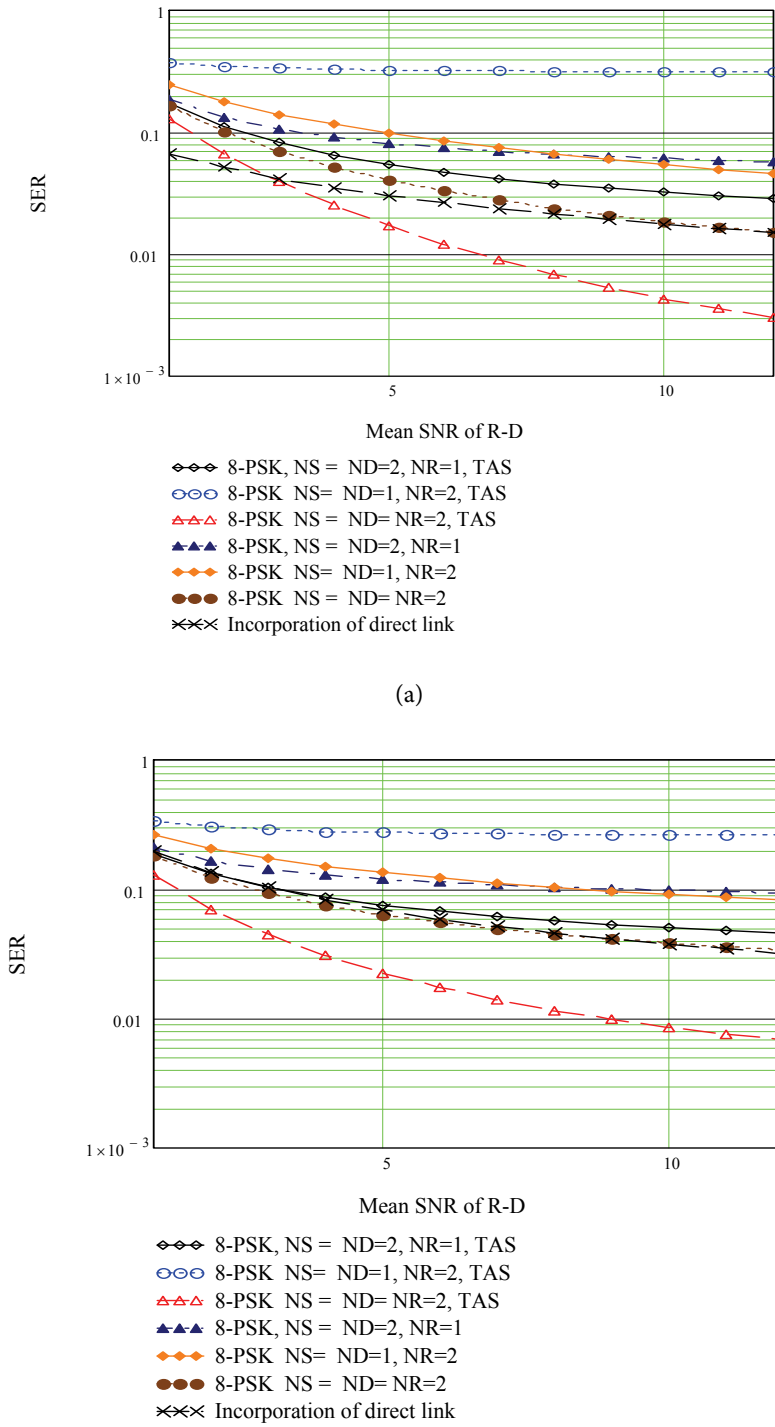 1
0.1
SER
0.01
1×10⁻³
5
10
Mean SNR of R-D
8-PSK, NS = ND=2, NR=1, TAS
8-PSK NS= ND=1, NR=2, TAS
8-PSK NS = ND= NR=2, TAS
8-PSK, NS = ND=2, NR=1
8-PSK NS= ND=1, NR=2
8-PSK NS = ND= NR=2
Incorporation of direct link
(a)
1
0.1
SER
0.01
1×10⁻³
5
10
Mean SNR of R-D
8-PSK, NS = ND=2, NR=1, TAS
8-PSK NS= ND=1, NR=2, TAS
8-PSK NS = ND= NR=2, TAS
8-PSK, NS = ND=2, NR=1
8-PSK NS= ND=1, NR=2
8-PSK NS = ND= NR=2
Incorporation of direct link